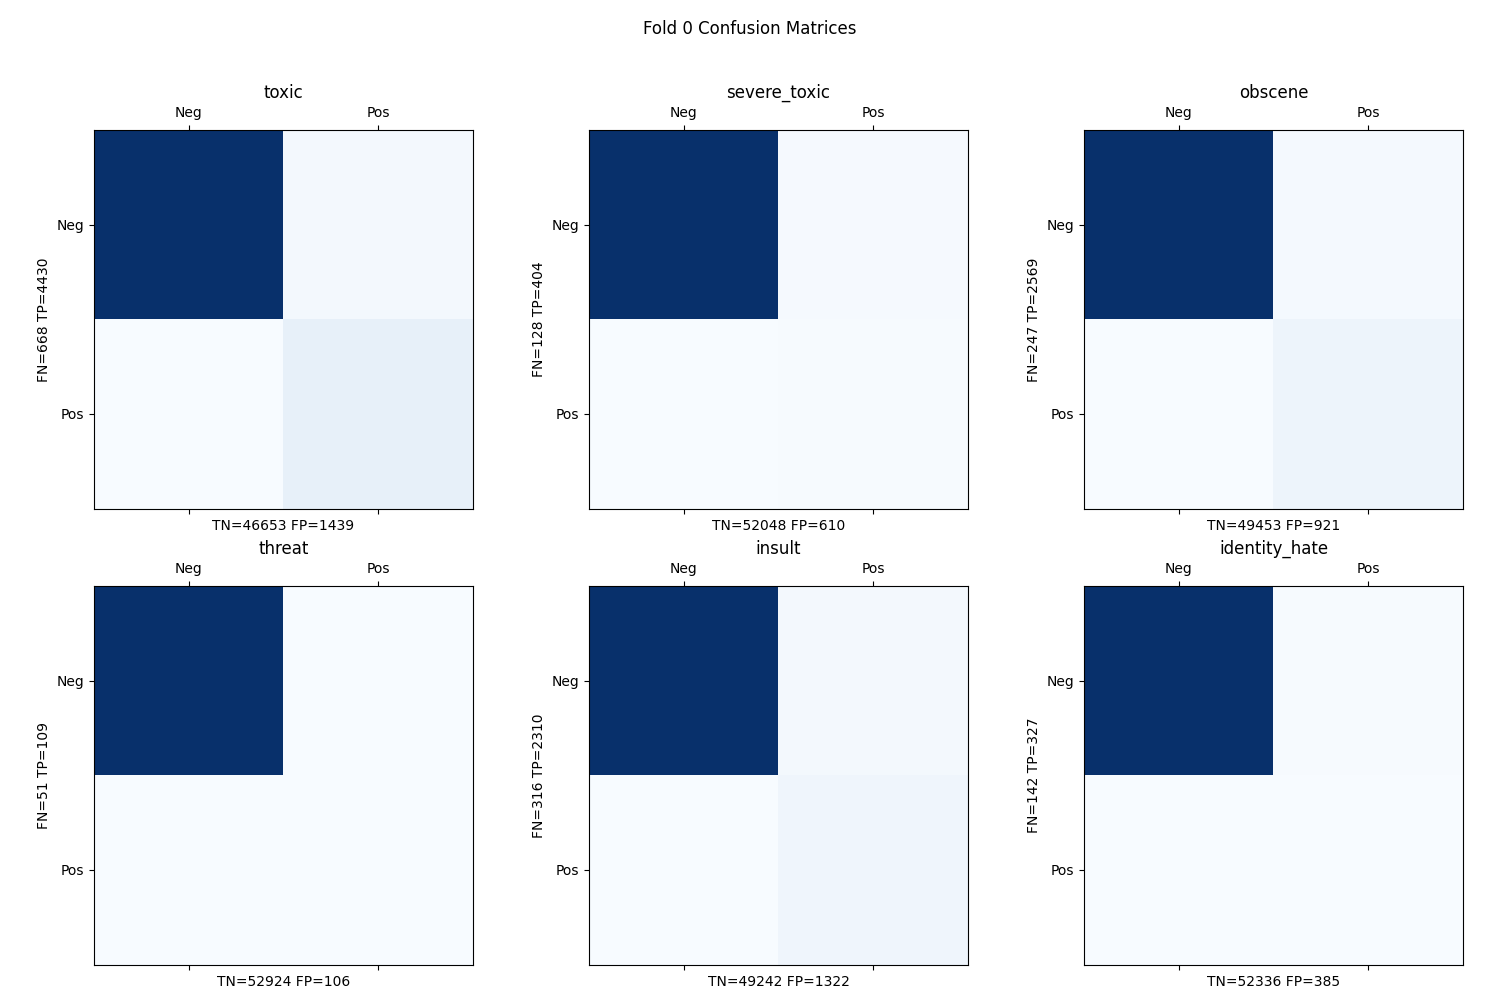 Fold 0 Confusion Matrices
toxic
Neg Pos
Neg
Pos
FN=668 TP=4430
TN=46653 FP=1439
severe_toxic
Neg Pos
Neg
Pos
FN=128 TP=404
TN=52048 FP=610
obscene
Neg Pos
Neg
Pos
FN=247 TP=2569
TN=49453 FP=921
threat
Neg Pos
Neg
Pos
FN=51 TP=109
TN=52924 FP=106
insult
Neg Pos
Neg
Pos
FN=316 TP=2310
TN=49242 FP=1322
identity_hate
Neg Pos
Neg
Pos
FN=142 TP=327
TN=52336 FP=385